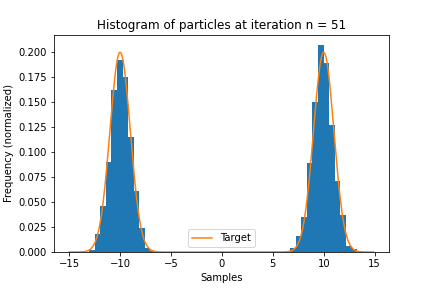 Histogram of particles at iteration n = 51
Frequency (normalized)
0.200
0.175
0.150
0.125
0.100
0.075
0.050
0.025
0.000
Target
−15 −10 −5 0 5 10 15
Samples